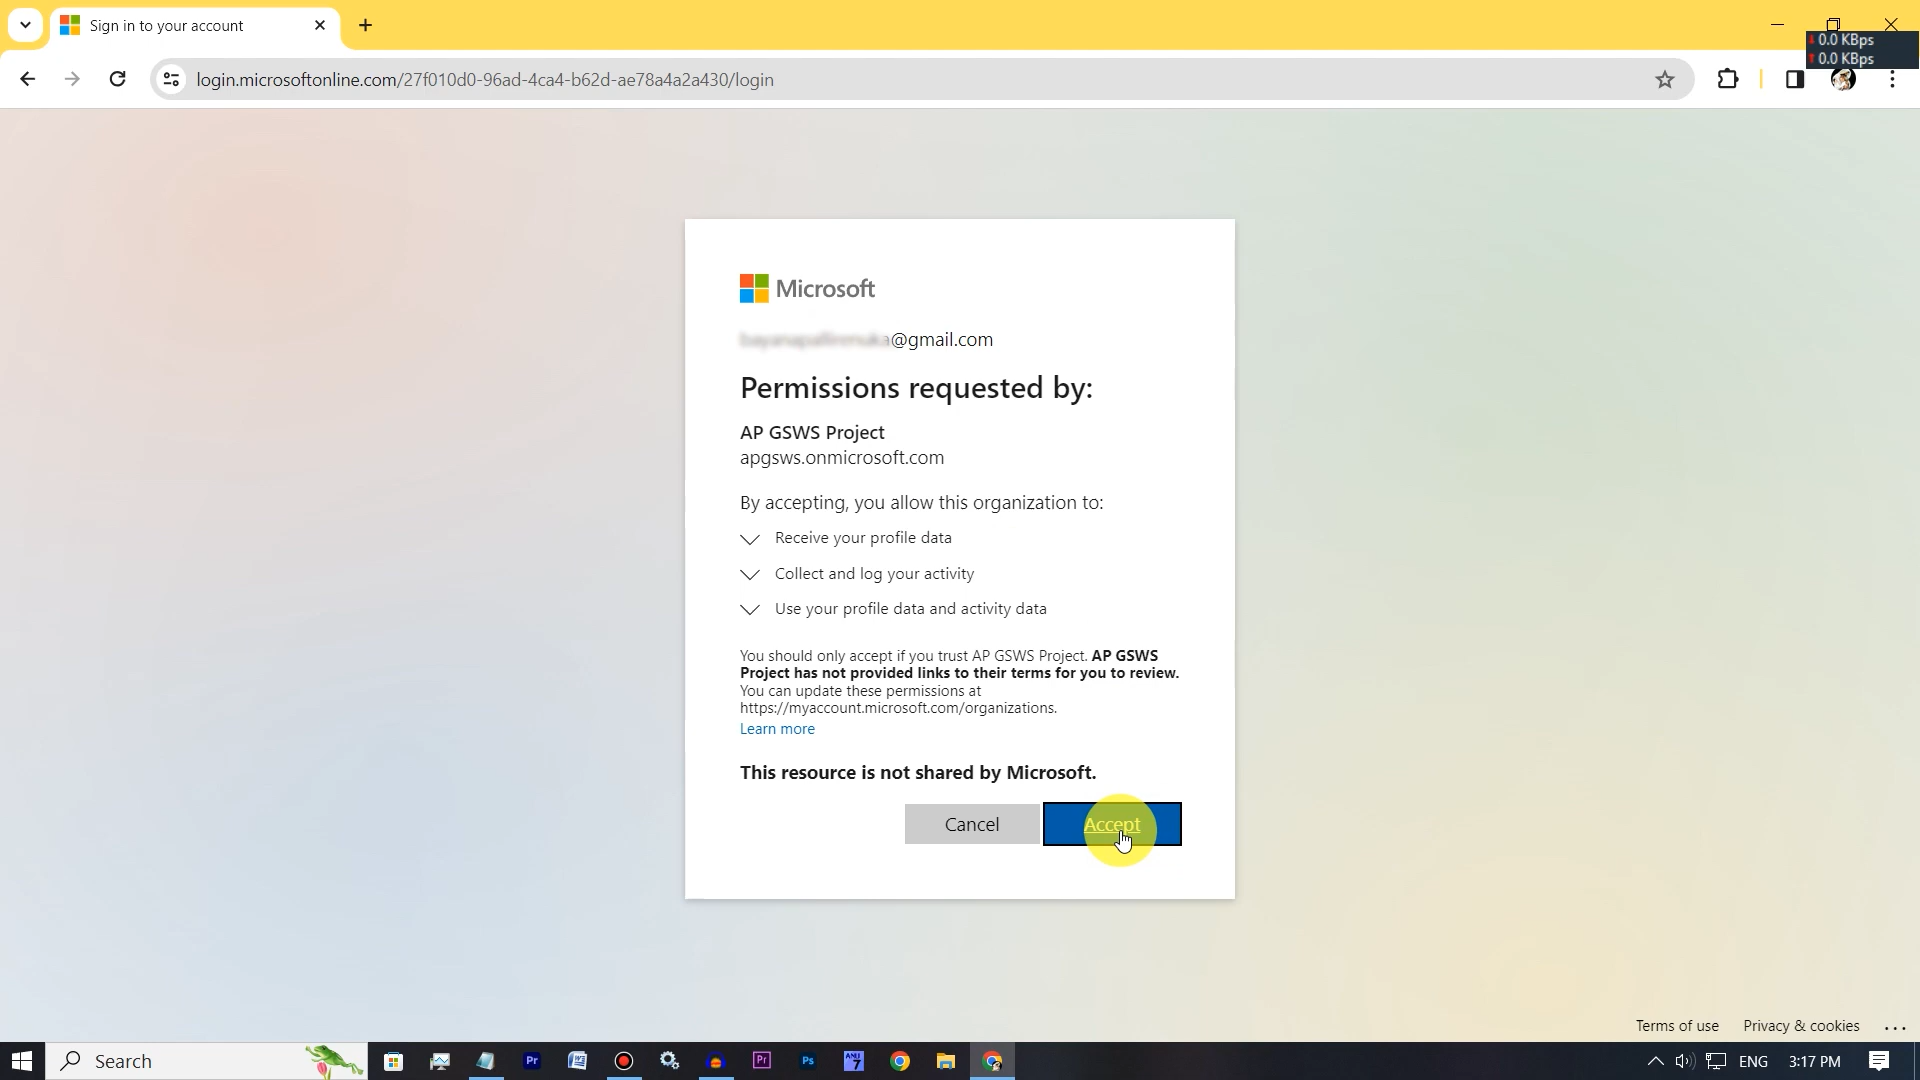 Sign in to your account
0.0 KBps
0.0 KBps
login.microsoftonline.com/27f010d0-96ad-4ca4-b62d-ae78a4a2a430/login
Microsoft
@gmail.com
Permissions requested by:
AP GSWS Project
apgsws.onmicrosoft.com
By accepting, you allow this organization to:
Receive your profile data
Collect and log your activity
Use your profile data and activity data
You should only accept if you trust AP GSWS Project. AP GSWS
Project has not provided links to their terms for you to review.
You can update these permissions at
https://myaccount.microsoft.com/organizations.
Learn more
This resource is not shared by Microsoft.
Cancel Accept
Terms of use Privacy & cookies ...
Search Pr Pr Ps 7 ENG 3:17 PM